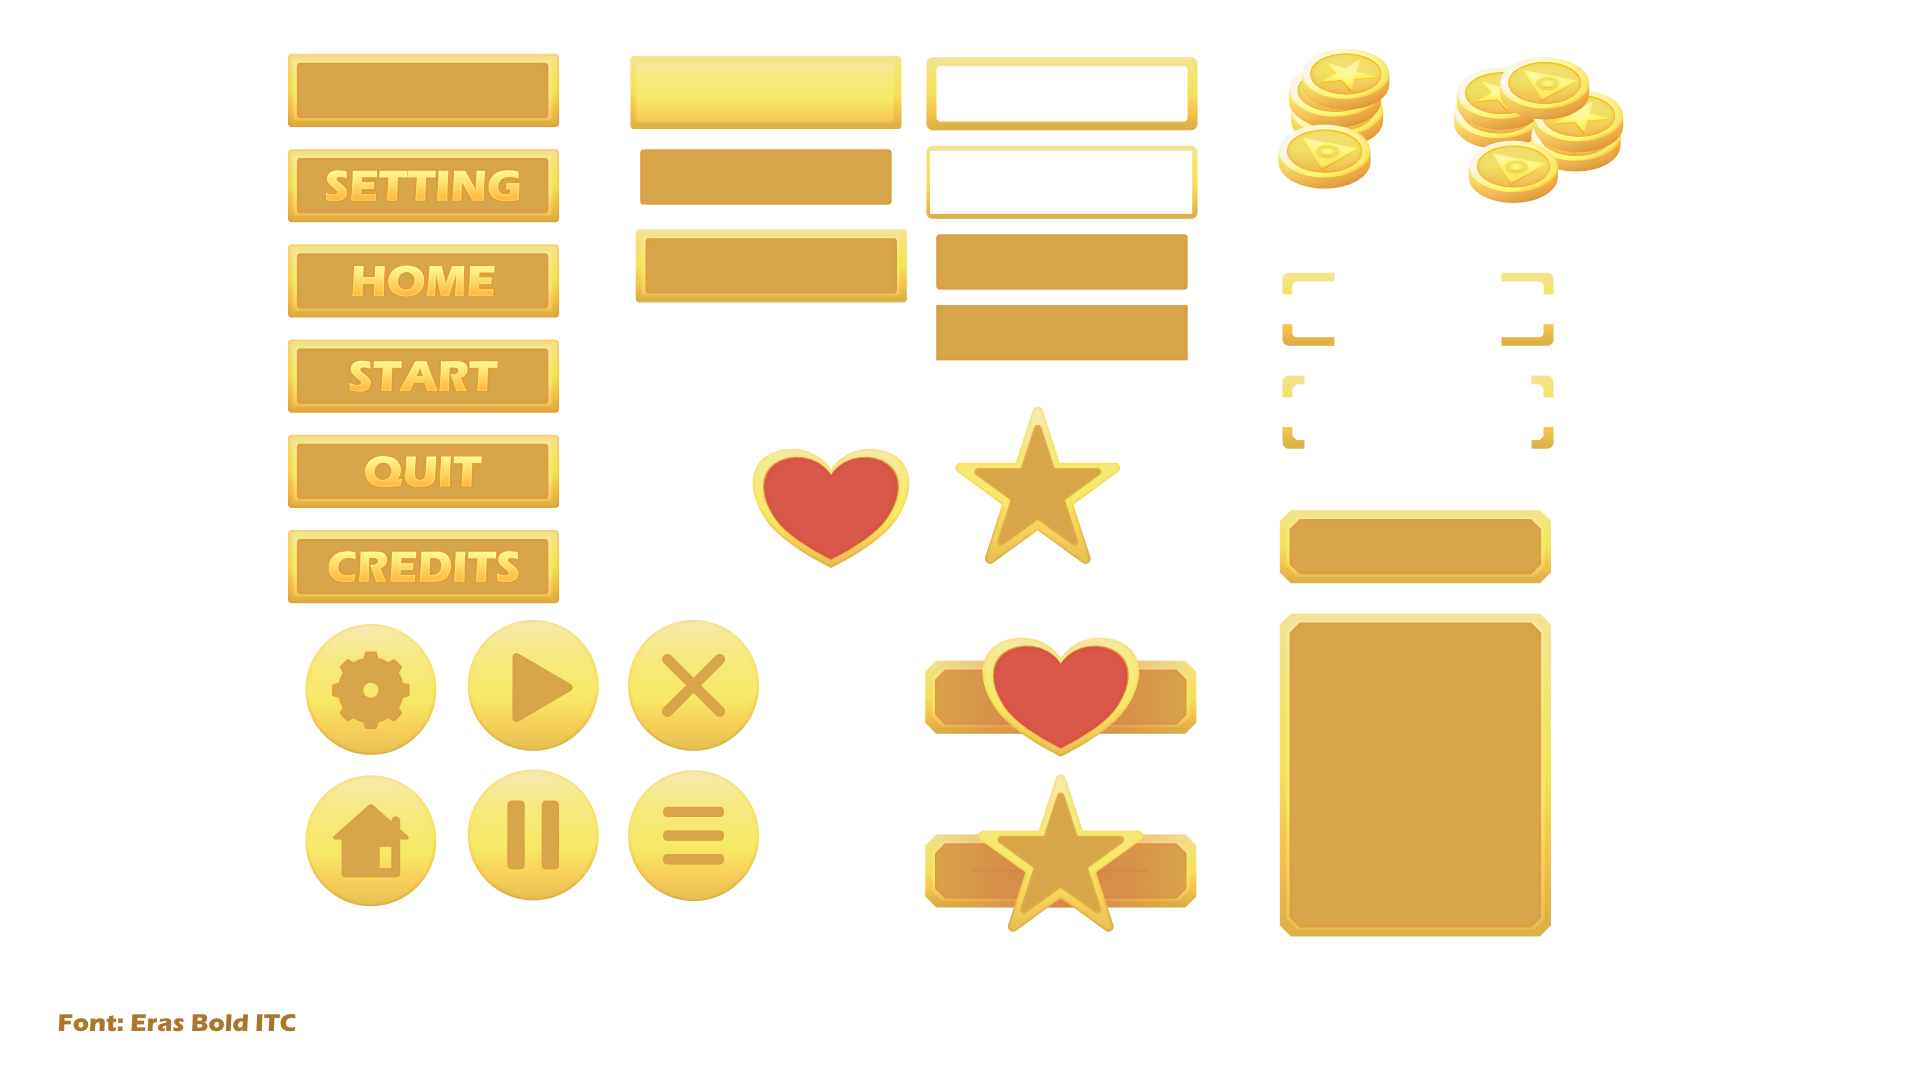 SETTING
HOME
START
QUIT
CREDITS
Font: Eras Bold ITC